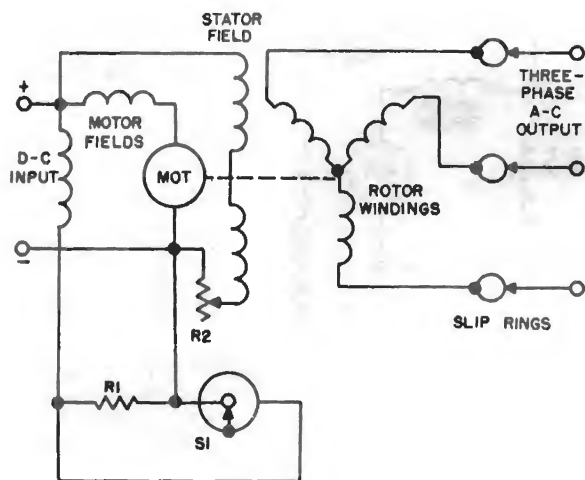 STATOR
FIELD
+
MOTOR
FIELDS
D-C
INPUT
MOT
−
R2
R1
S1
THREE-
PHASE
A-C
OUTPUT
ROTOR
WINDINGS
SLIP RINGS